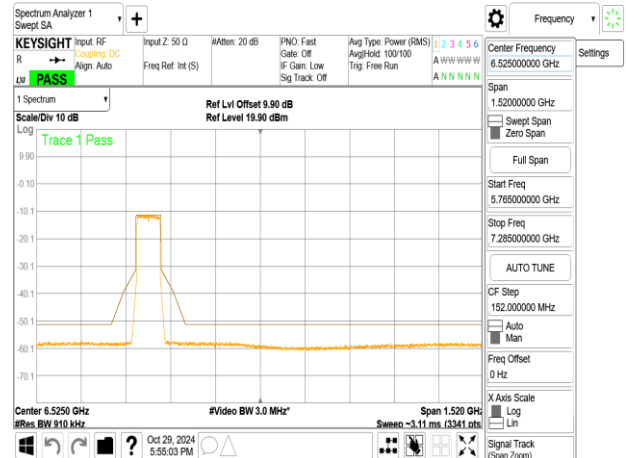 Spectrum Analyzer 1
Swept SA
+
Frequency
KEYSIGHT
R
LXI
PASS
Input: RF
Coupling: DC
Align: Auto
Input Z: 50 Ω
Freq Ref: Int (S)
#Atten: 20 dB
PNO: Fast
Gate: Off
IF Gain: Low
Sig Track: Off
Avg Type: Power (RMS)
Avg|Hold: 100/100
Trig: Free Run
1 2 3 4 5 6
A W W W W W
A N N N N N
Center Frequency
6.525000000 GHz
Settings
Span
1.52000000 GHz
Swept Span
Zero Span
Full Span
Start Freq
5.765000000 GHz
Stop Freq
7.285000000 GHz
AUTO TUNE
CF Step
152.000000 MHz
Auto
Man
Freq Offset
0 Hz
X Axis Scale
Log
Lin
Signal Track
(Span Zoom)
1 Spectrum
Scale/Div 10 dB
Ref Lvl Offset 9.90 dB
Ref Level 19.90 dBm
Log
Trace 1 Pass
9.90
-0.10
-10.1
-20.1
-30.1
-40.1
-50.1
-60.1
-70.1
Center 6.5250 GHz
#Res BW 910 kHz
#Video BW 3.0 MHz*
Span 1.520 GHz
Sweep ~3.11 ms (3341 pts
?
Oct 29, 2024
5:55:03 PM